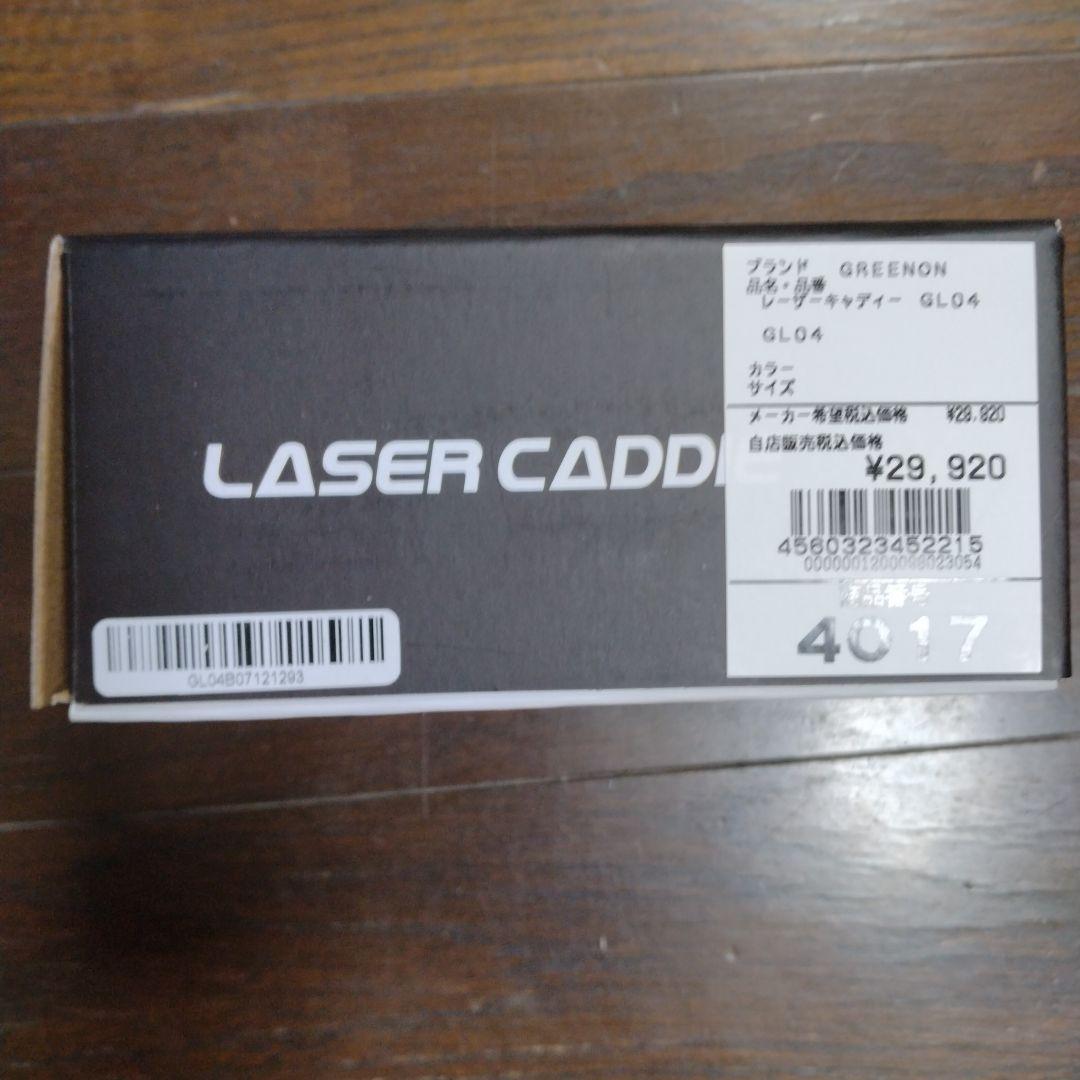 LASER CADDIE
GL04B07121293
ブランド GREENON
品名・品番
レーザーキャディー GL04
GL04
カラー
サイズ
メーカー希望税込価格 ¥29,920
自店販売税込価格
¥29,920
4560323452215
0000001200098023054
商品番号
4017